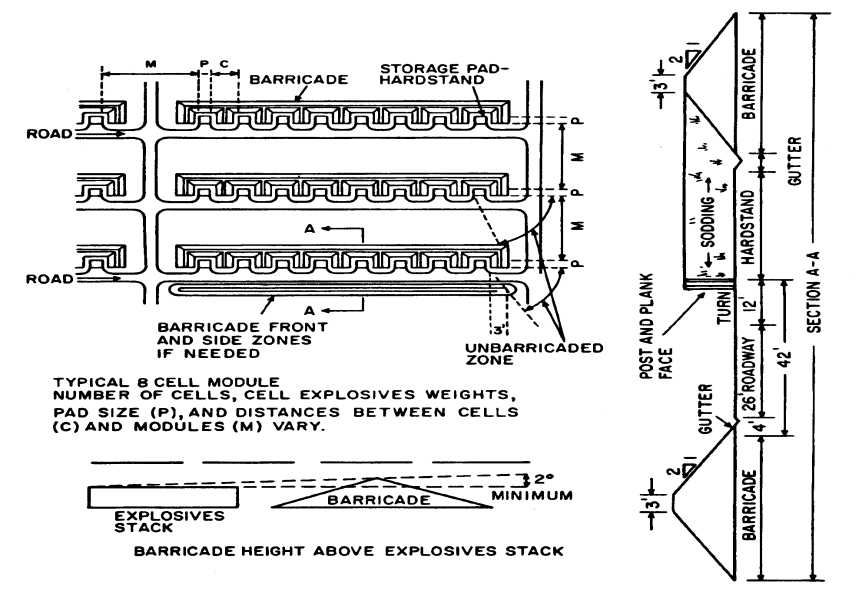 M P C
BARRICADE
STORAGE PAD-
HARDSTAND
P
ROAD
M
P
M
A
P
ROAD
A
3'
BARRICADE FRONT
AND SIDE ZONES
IF NEEDED
UNBARRICADED
ZONE
TYPICAL 8 CELL MODULE
NUMBER OF CELLS, CELL EXPLOSIVES WEIGHTS,
PAD SIZE (P), AND DISTANCES BETWEEN CELLS
(C) AND MODULES (M) VARY.
2°
MINIMUM
BARRICADE
EXPLOSIVES
STACK
BARRICADE HEIGHT ABOVE EXPLOSIVES STACK
2 1
3'
BARRICADE
GUTTER
SODDING
HARDSTAND
SECTION A-A
POST AND PLANK
FACE
TURN
12'
26' ROADWAY
42'
GUTTER
4'
2 1
3'
BARRICADE